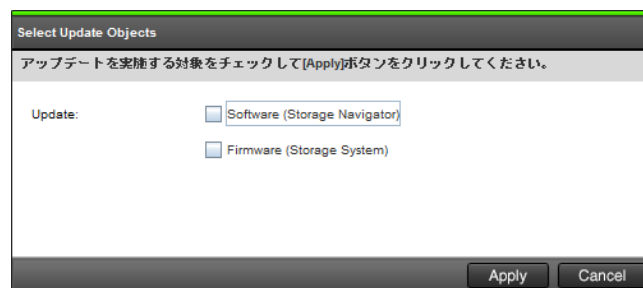 Select Update Objects
アップデートを実施する対象をチェックして[Apply]ボタンをクリックしてください。
Update:
Software (Storage Navigator)
Firmware (Storage System)
Apply Cancel